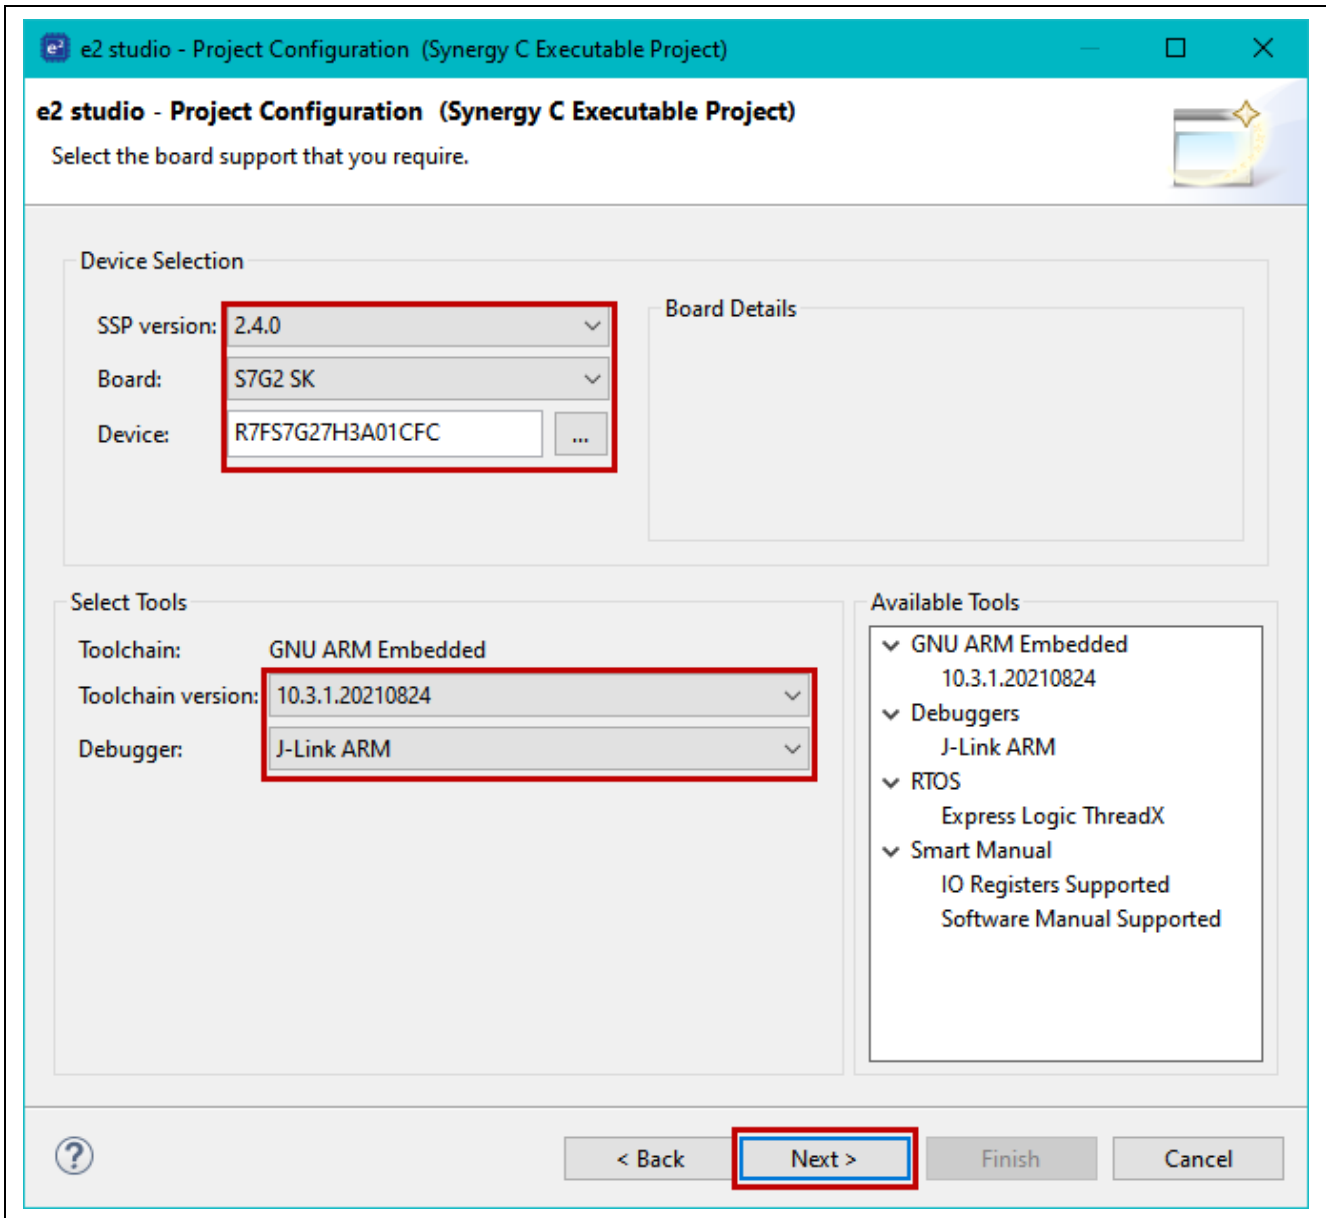 e2 studio - Project Configuration (Synergy C Executable Project)
e2 studio - Project Configuration (Synergy C Executable Project)
Select the board support that you require.
Device Selection
SSP version: 2.4.0
Board: S7G2 SK
Device: R7FS7G27H3A01CFC ...
Board Details
Select Tools
Toolchain: GNU ARM Embedded
Toolchain version: 10.3.1.20210824
Debugger: J-Link ARM
Available Tools
GNU ARM Embedded
10.3.1.20210824
Debuggers
J-Link ARM
RTOS
Express Logic ThreadX
Smart Manual
IO Registers Supported
Software Manual Supported
? < Back Next > Finish Cancel